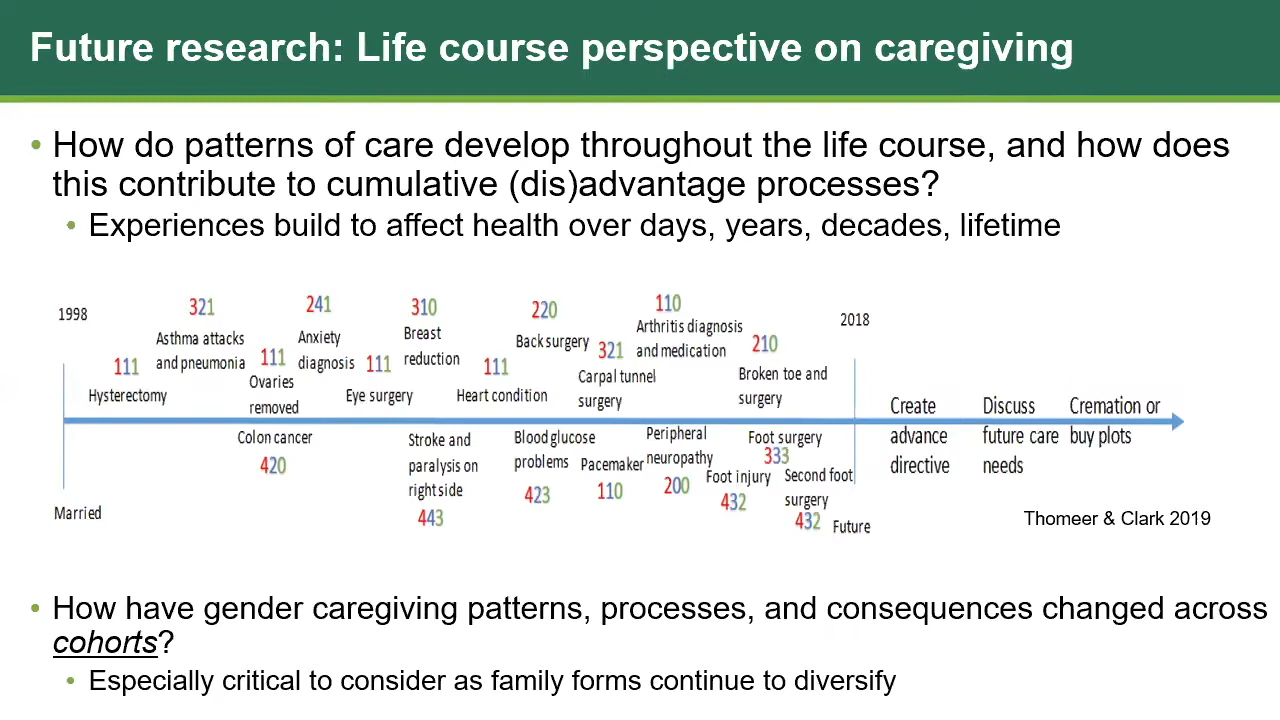 Future research: Life course perspective on caregiving
• How do patterns of care develop throughout the life course, and how does
this contribute to cumulative (dis)advantage processes?
• Experiences build to affect health over days, years, decades, lifetime
1998
321
Asthma attacks
and pneumonia
241
Anxiety
diagnosis
310
Breast
reduction
220
Back surgery
110
Arthritis diagnosis
and medication
2018
111
Hysterectomy
111
Ovaries
removed
111
Eye surgery
111
Heart condition
321
Carpal tunnel
surgery
210
Broken toe and
surgery
Colon cancer
420
Stroke and
paralysis on
right side
443
Blood glucose
problems
423
Pacemaker
110
Peripheral
neuropathy
200
Foot injury
432
Foot surgery
333
Second foot
surgery
432
Married
Future
Create
advance
directive
Discuss
future care
needs
Cremation or
buy plots
Thomeer & Clark 2019
• How have gender caregiving patterns, processes, and consequences changed across
cohorts?
• Especially critical to consider as family forms continue to diversify